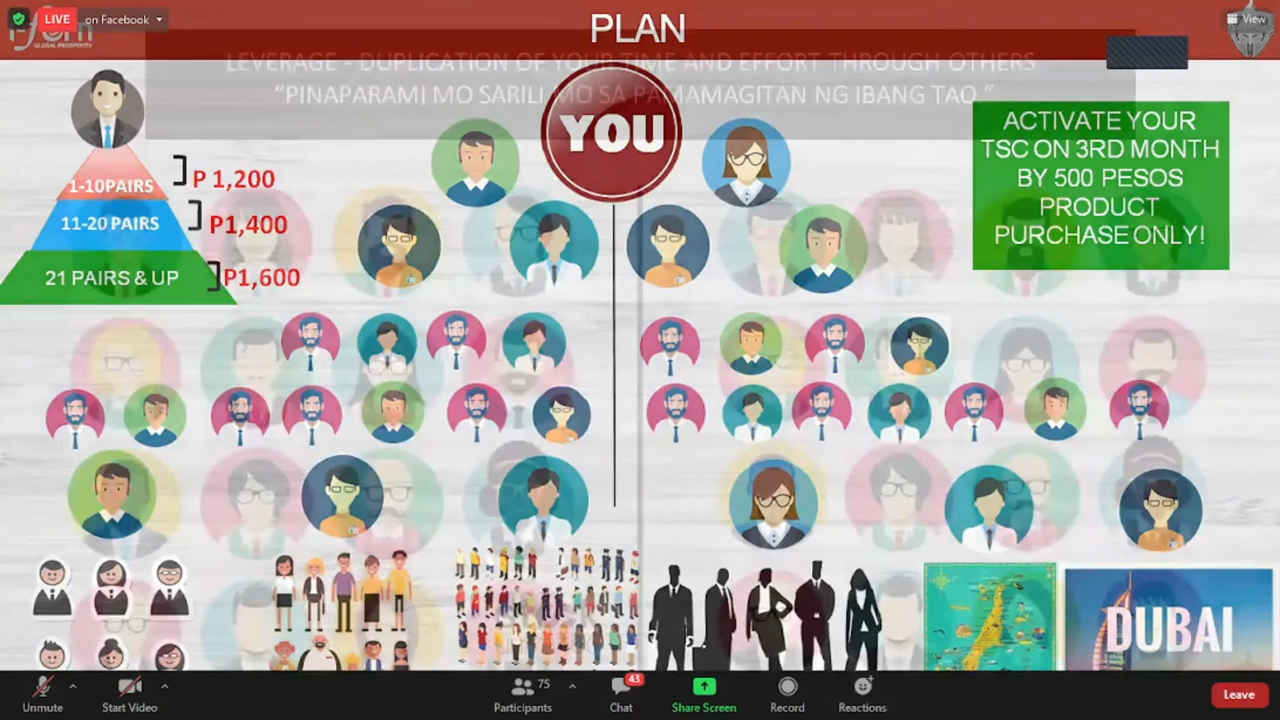 LIVE
on Facebook
i-fern
GLOBAL PROSPERITY
PLAN
View
LEVERAGE - DUPLICATION OF YOUR TIME AND EFFORT THROUGH OTHERS
“PINAPARAMI MO SARILI MO SA PAMAMAGITAN NG IBANG TAO.”
YOU
ACTIVATE YOUR
TSC ON 3RD MONTH
BY 500 PESOS
PRODUCT
PURCHASE ONLY!
1-10PAIRS
P 1,200
11-20 PAIRS
P1,400
21 PAIRS & UP
P1,600
DUBAI
Unmute
Start Video
Participants
75
Chat
43
Share Screen
Record
Reactions
Leave